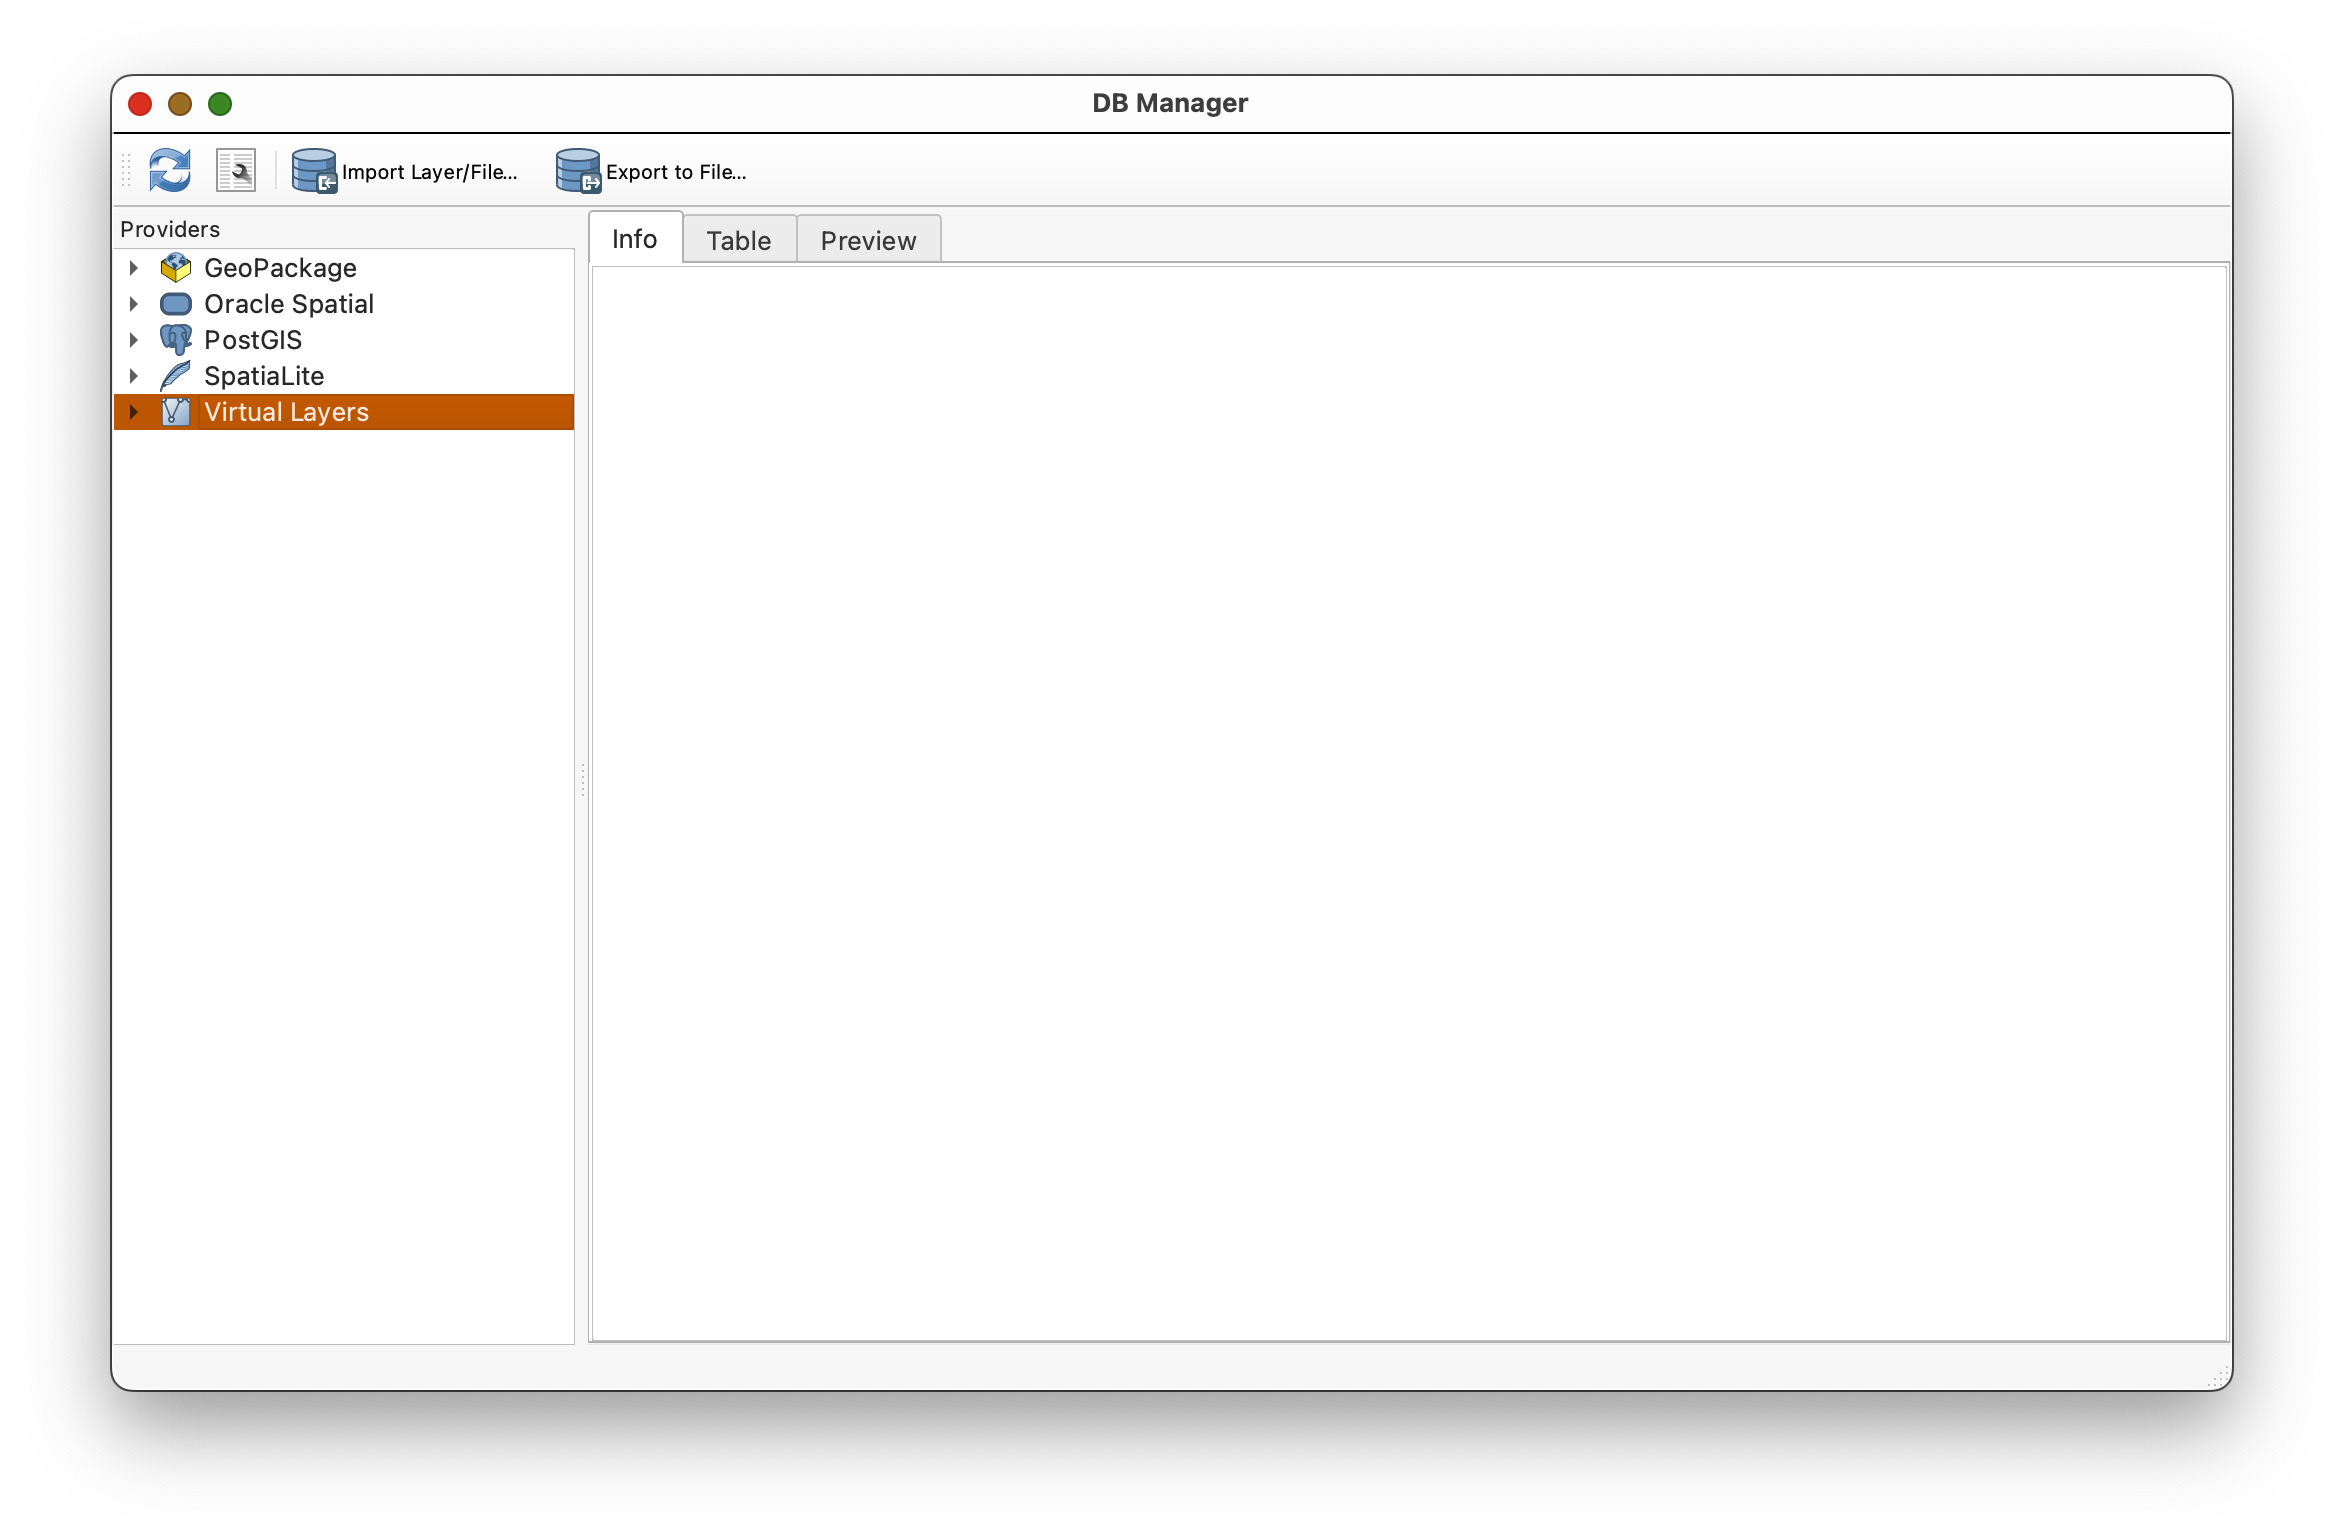 DB Manager
Import Layer/File...
Export to File...
Providers
GeoPackage
Oracle Spatial
PostGIS
SpatiaLite
Virtual Layers
Info
Table
Preview